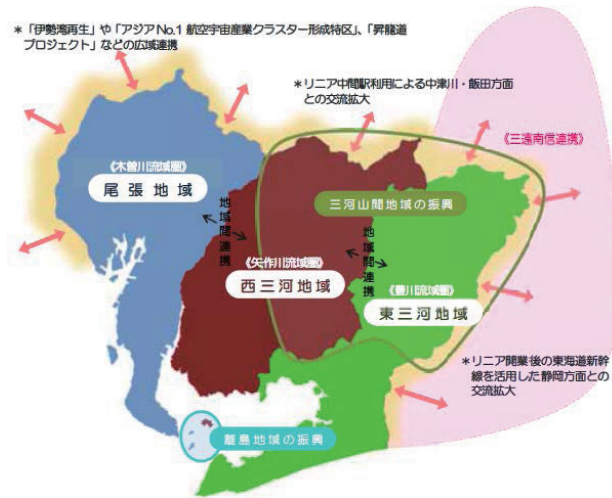 ＊「伊勢湾再生」や「アジアNo.1 航空宇宙産業クラスター形成特区」、「昇龍道
プロジェクト」などの広域連携
＊リニア中間駅利用による中津川・飯田方面
との交流拡大
《三遠南信連携》
《木曽川流域圏》
尾張地域
三河山間地域の振興
地域間連携
地域間連携
《矢作川流域圏》
西三河地域
《豊川流域圏》
東三河地域
＊リニア開業後の東海道新幹
線を活用した静岡方面との
交流拡大
離島地域の振興